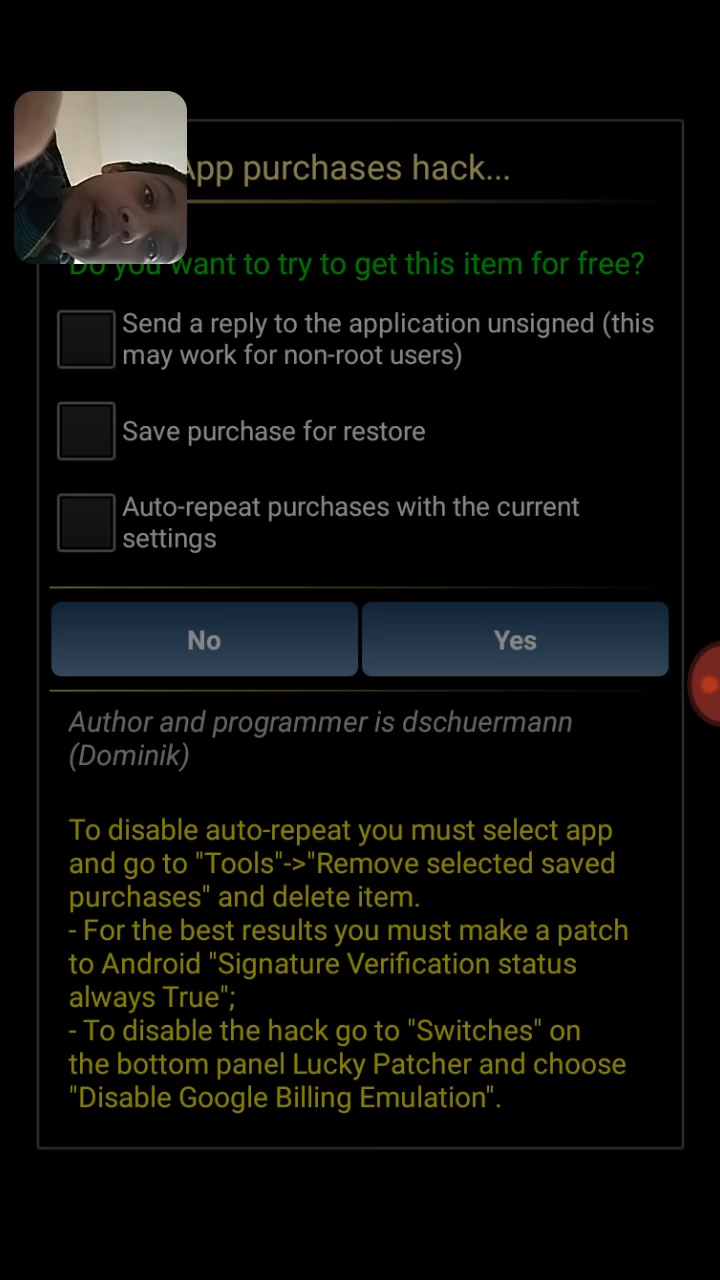 App purchases hack...
Do you want to try to get this item for free?
Send a reply to the application unsigned (this
may work for non-root users)
Save purchase for restore
Auto-repeat purchases with the current
settings
No
Yes
Author and programmer is dschuermann
(Dominik)
To disable auto-repeat you must select app
and go to "Tools"->"Remove selected saved
purchases" and delete item.
- For the best results you must make a patch
to Android "Signature Verification status
always True";
- To disable the hack go to "Switches" on
the bottom panel Lucky Patcher and choose
"Disable Google Billing Emulation".